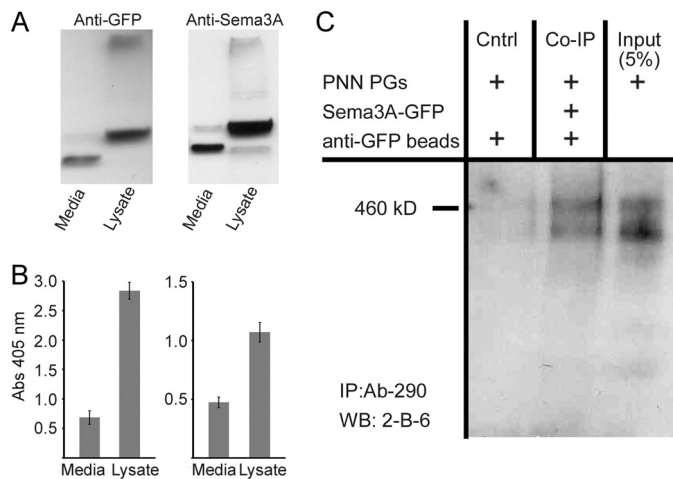 A
Anti-GFP
Anti-Sema3A
Media
Lysate
Media
Lysate
B
Abs 405 nm
3.0
2.5
2.0
1.5
1.0
0.5
Media Lysate
1.5
1.0
0.5
Media Lysate
C
Cntrl
Co-IP
Input
(5%)
PNN PGs + + +
Sema3A-GFP +
anti-GFP beads + +
460 kD
IP:Ab-290
WB: 2-B-6